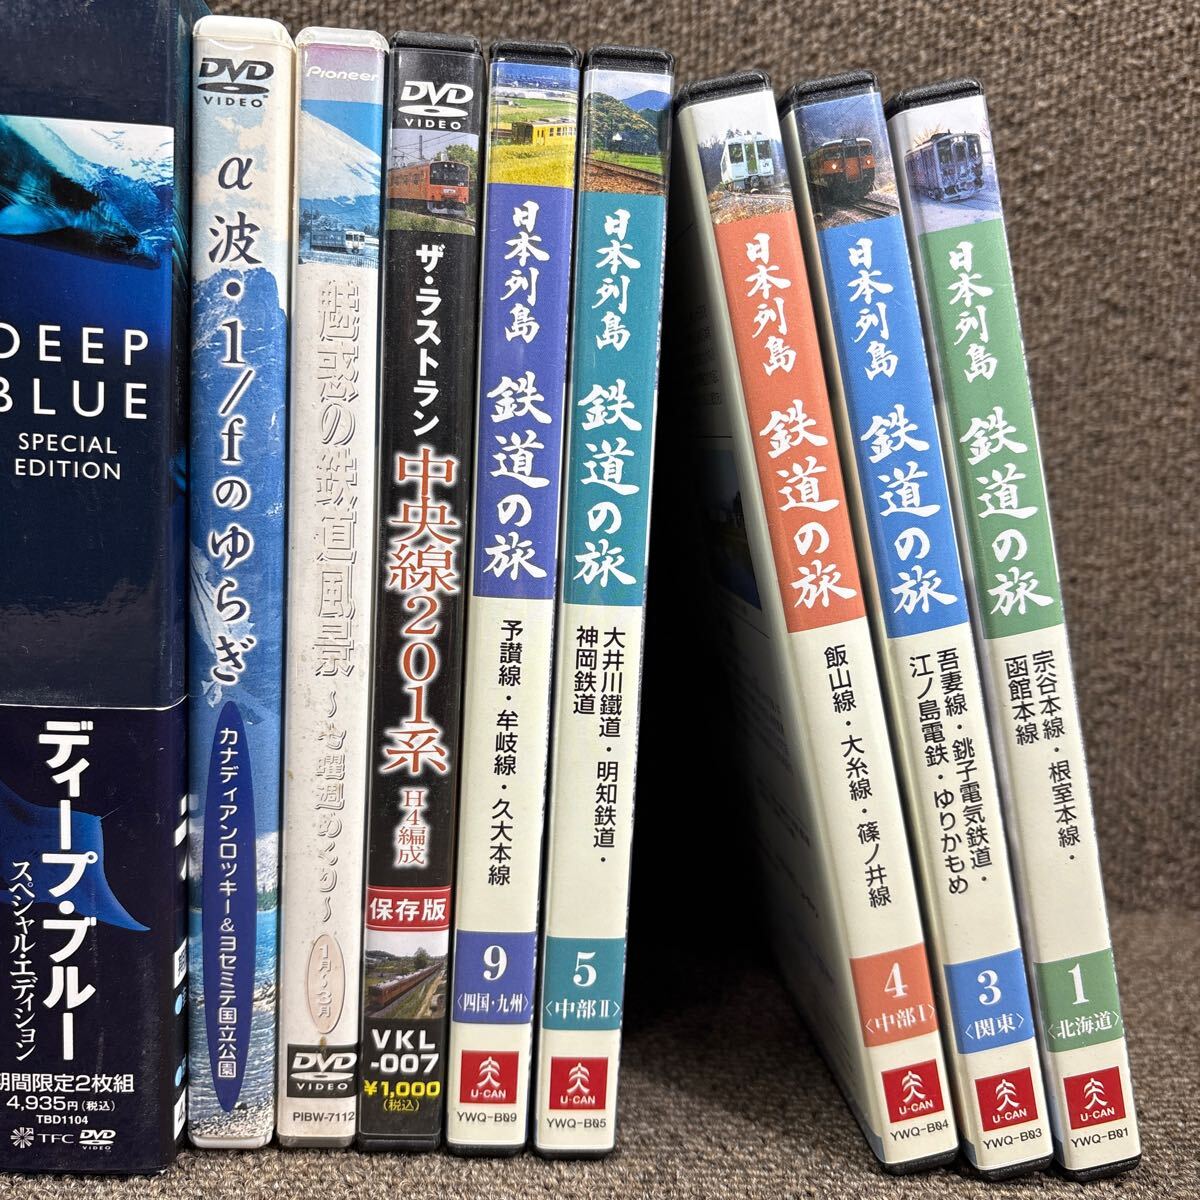 DEEP
BLUE
SPECIAL
EDITION
ディープ・ブルー
スペシャル・エディション
期間限定2枚組
4,935円(税込)
TBD1104
TFC DVD
VIDEO
DVD
VIDEO
α波・1/fのゆらぎ
カナディアンロッキー&ヨセミテ国立公園
Pioneer
魅惑の鉄道風景
~七曜週めくり~
1月~3月
DVD
VIDEO
PIBW-7112
DVD
VIDEO
ザ・ラストラン
中央線201系
H4編成
保存版
VKL
-007
¥1,000
(税込)
日本列島
鉄道の旅
予讃線・牟岐線・久大本線
9
〈四国・九州〉
U-CAN
YWQ-B09
日本列島
鉄道の旅
大井川鐵道・明知鉄道・
神岡鉄道
5
〈中部II〉
U-CAN
YWQ-B05
日本列島
鉄道の旅
飯山線・大糸線・篠ノ井線
4
〈中部I〉
U-CAN
YWQ-B04
日本列島
鉄道の旅
吾妻線・銚子電気鉄道・
江ノ島電鉄・ゆりかもめ
3
〈関東〉
U-CAN
YWQ-B03
日本列島
鉄道の旅
宗谷本線・根室本線・
函館本線
1
〈北海道〉
U-CAN
YWQ-B01